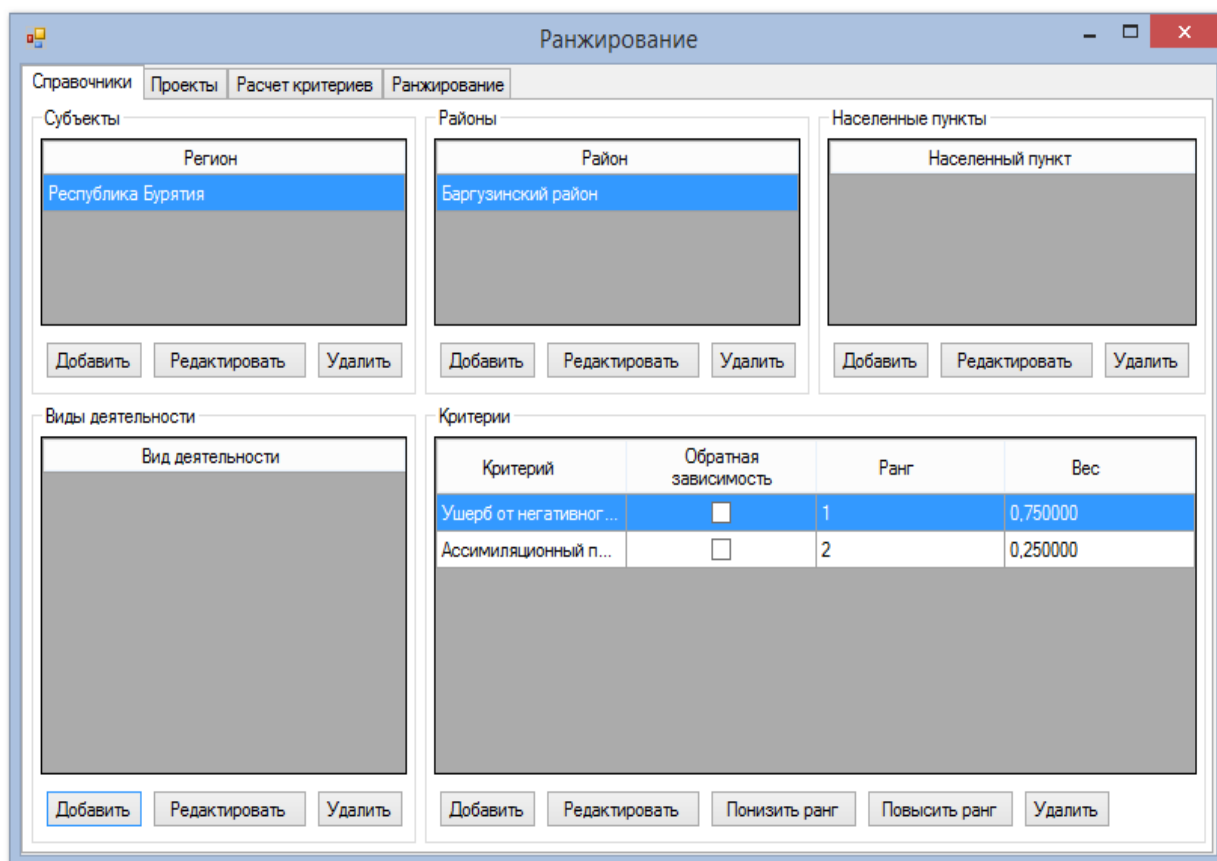 Ранжирование
Справочники Проекты Расчет критериев Ранжирование
Субъекты
Регион
Республика Бурятия
Добавить Редактировать Удалить
Районы
Район
Баргузинский район
Добавить Редактировать Удалить
Населенные пункты
Населенный пункт
Добавить Редактировать Удалить
Виды деятельности
Вид деятельности
Добавить Редактировать Удалить
Критерии
Критерий Обратная зависимость Ранг Вес
Ушерб от негативног... 1 0,750000
Ассимиляционный п... 2 0,250000
Добавить Редактировать Понизить ранг Повысить ранг Удалить